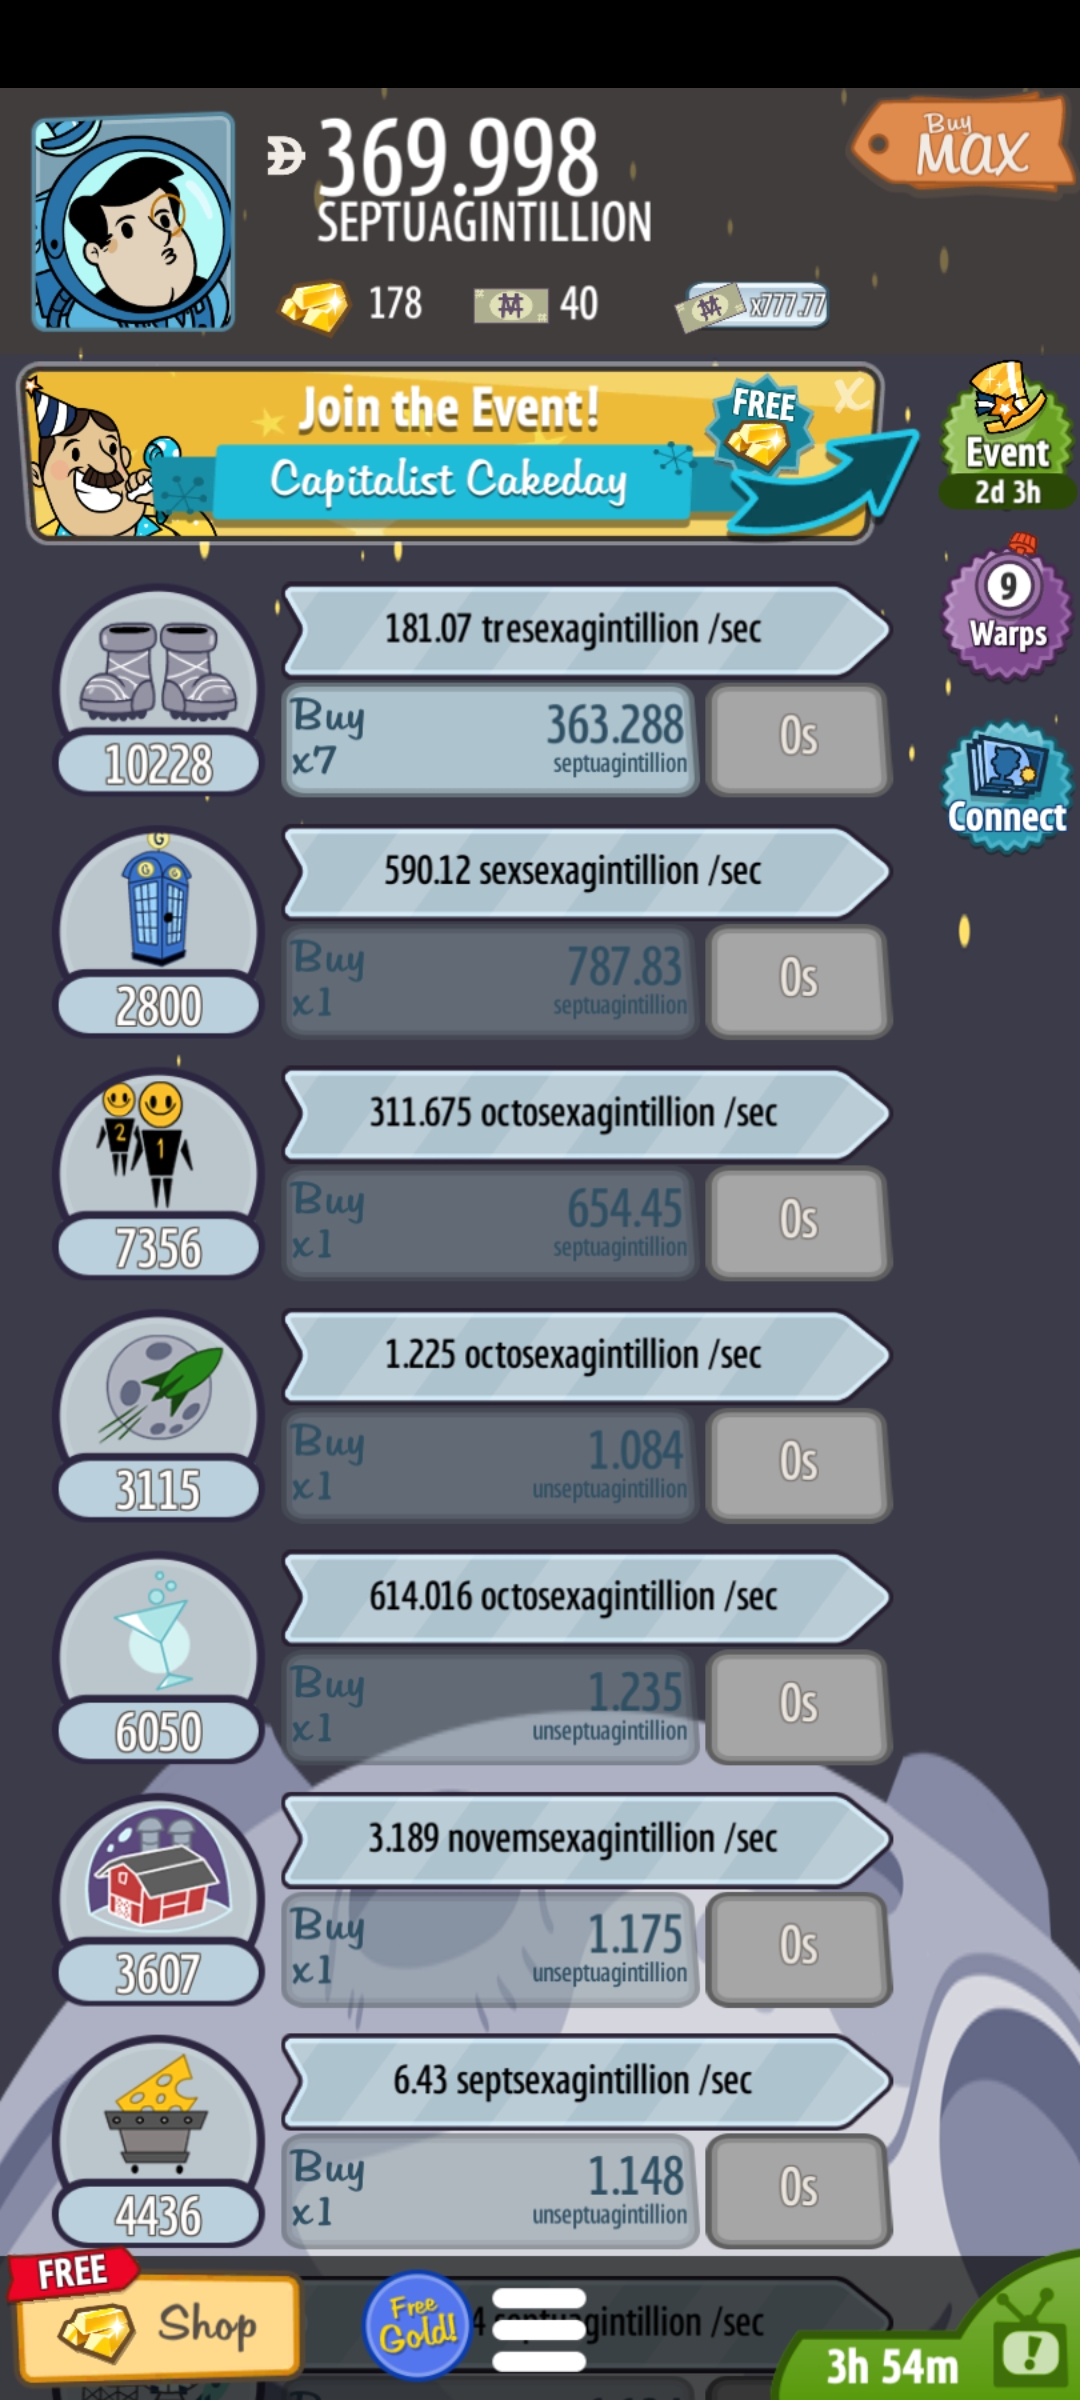 369.998
SEPTUAGINTILLION
Buy
MAX
178
40
x777.77
Join the Event!
Capitalist Cakeday
FREE
x
Event
2d 3h
9
Warps
Connect
181.07 tresexagintillion /sec
Buy
x7
363.288
septuagintillion
0s
10228
G
G G
590.12 sexsexagintillion /sec
Buy
x1
787.83
septuagintillion
0s
2800
2
1
311.675 octosexagintillion /sec
Buy
x1
654.45
septuagintillion
0s
7356
1.225 octosexagintillion /sec
Buy
x1
1.084
unseptuagintillion
0s
3115
614.016 octosexagintillion /sec
Buy
x1
1.235
unseptuagintillion
0s
6050
3.189 novemsexagintillion /sec
Buy
x1
1.175
unseptuagintillion
0s
3607
6.43 septsexagintillion /sec
Buy
x1
1.148
unseptuagintillion
0s
4436
FREE
Shop
Free
Gold!
/sec
3h 54m
!